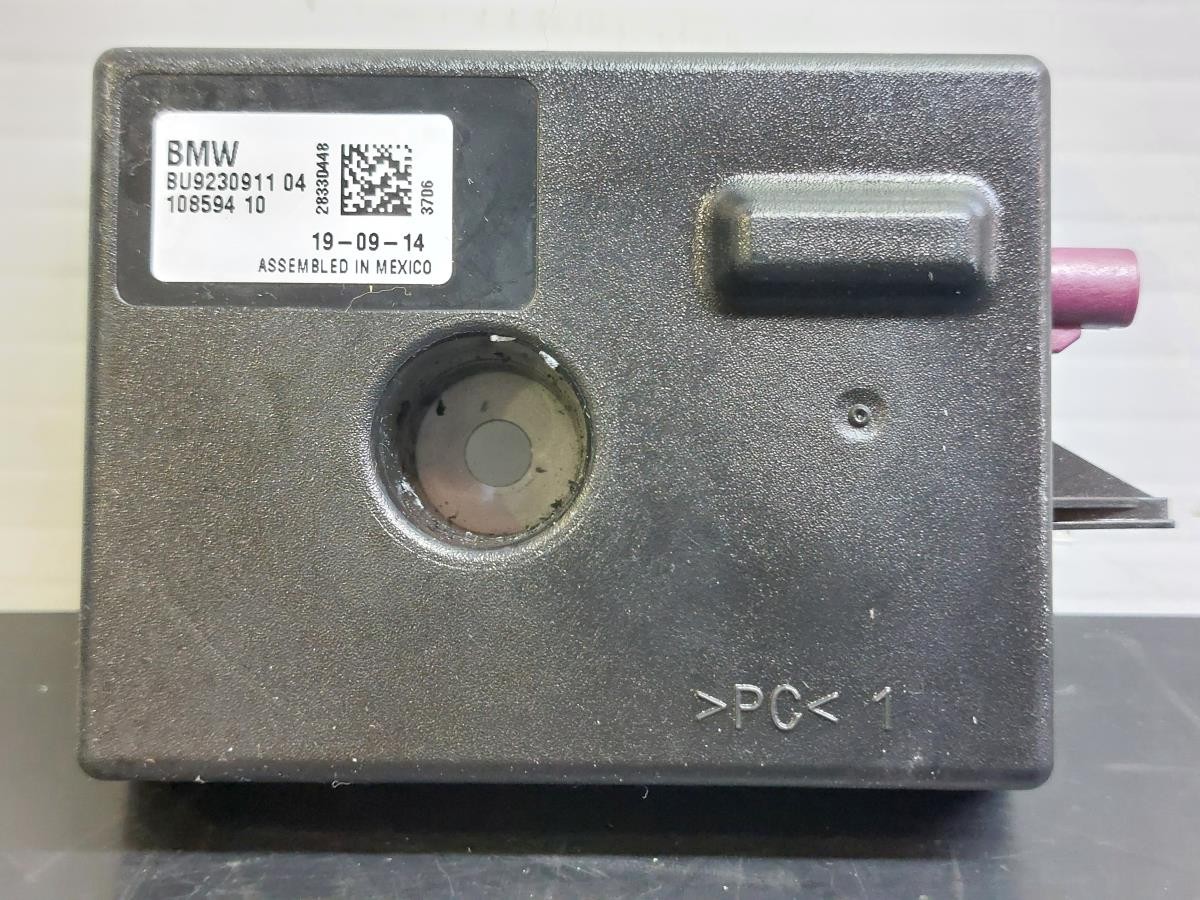 BMW
BU9230911 04
108594 10
28330448
3706
19-09-14
ASSEMBLED IN MEXICO
>PC< 1